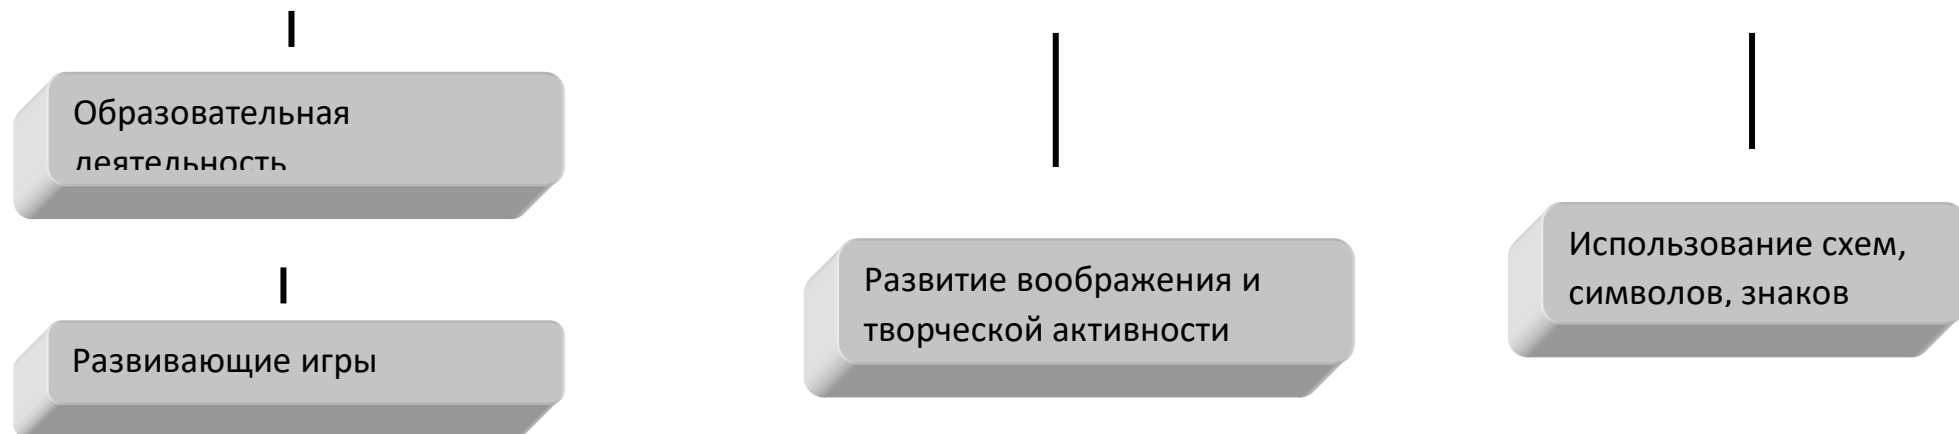 Образовательная
деятельность
Развивающие игры
Развитие воображения и
творческой активности
Использование схем,
символов, знаков